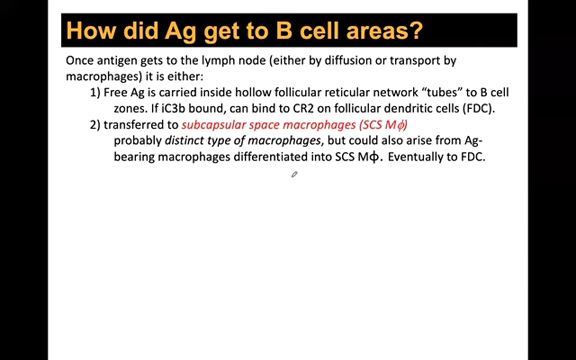 How did Ag get to B cell areas?
Once antigen gets to the lymph node (either by diffusion or transport by
macrophages) it is either:
1) Free Ag is carried inside hollow follicular reticular network “tubes” to B cell
zones. If iC3b bound, can bind to CR2 on follicular dendritic cells (FDC).
2) transferred to subcapsular space macrophages (SCS Mϕ)
probably distinct type of macrophages, but could also arise from Ag-
bearing macrophages differentiated into SCS Mϕ. Eventually to FDC.